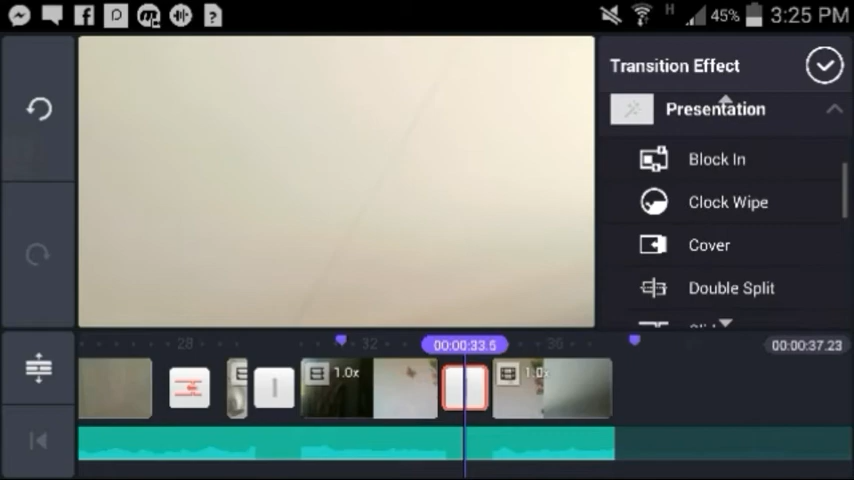 H 45% 3:25 PM
Transition Effect
Presentation
Block In
Clock Wipe
Cover
Double Split
28 32 00:00:33.5 36 00:00:37.23
1.0x 1.0x